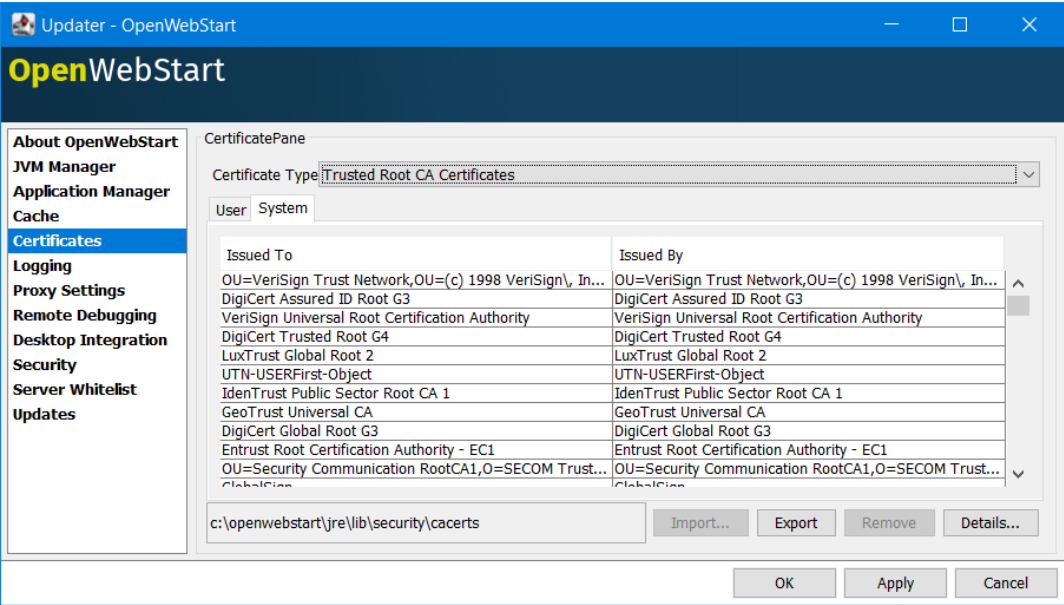 Updater - OpenWebStart
OpenWebStart
About OpenWebStart
JVM Manager
Application Manager
Cache
Certificates
Logging
Proxy Settings
Remote Debugging
Desktop Integration
Security
Server Whitelist
Updates
CertificatePane
Certificate Type Trusted Root CA Certificates
User System
Issued To Issued By
OU=VeriSign Trust Network,OU=(c) 1998 VeriSign\, In... OU=VeriSign Trust Network,OU=(c) 1998 VeriSign\, In...
DigiCert Assured ID Root G3 DigiCert Assured ID Root G3
VeriSign Universal Root Certification Authority VeriSign Universal Root Certification Authority
DigiCert Trusted Root G4 DigiCert Trusted Root G4
LuxTrust Global Root 2 LuxTrust Global Root 2
UTN-USERFirst-Object UTN-USERFirst-Object
IdenTrust Public Sector Root CA 1 IdenTrust Public Sector Root CA 1
GeoTrust Universal CA GeoTrust Universal CA
DigiCert Global Root G3 DigiCert Global Root G3
Entrust Root Certification Authority - EC1 Entrust Root Certification Authority - EC1
OU=Security Communication RootCA1,O=SECOM Trust... OU=Security Communication RootCA1,O=SECOM Trust...
GlobalSign GlobalSign
c:\openwebstart\jre\lib\security\cacerts Import... Export Remove Details...
OK Apply Cancel